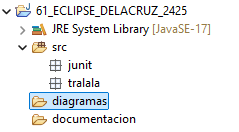 61_ECLIPSE_DELACRUZ_2425
JRE System Library [JavaSE-17]
src
junit
tralala
diagramas
documentacion